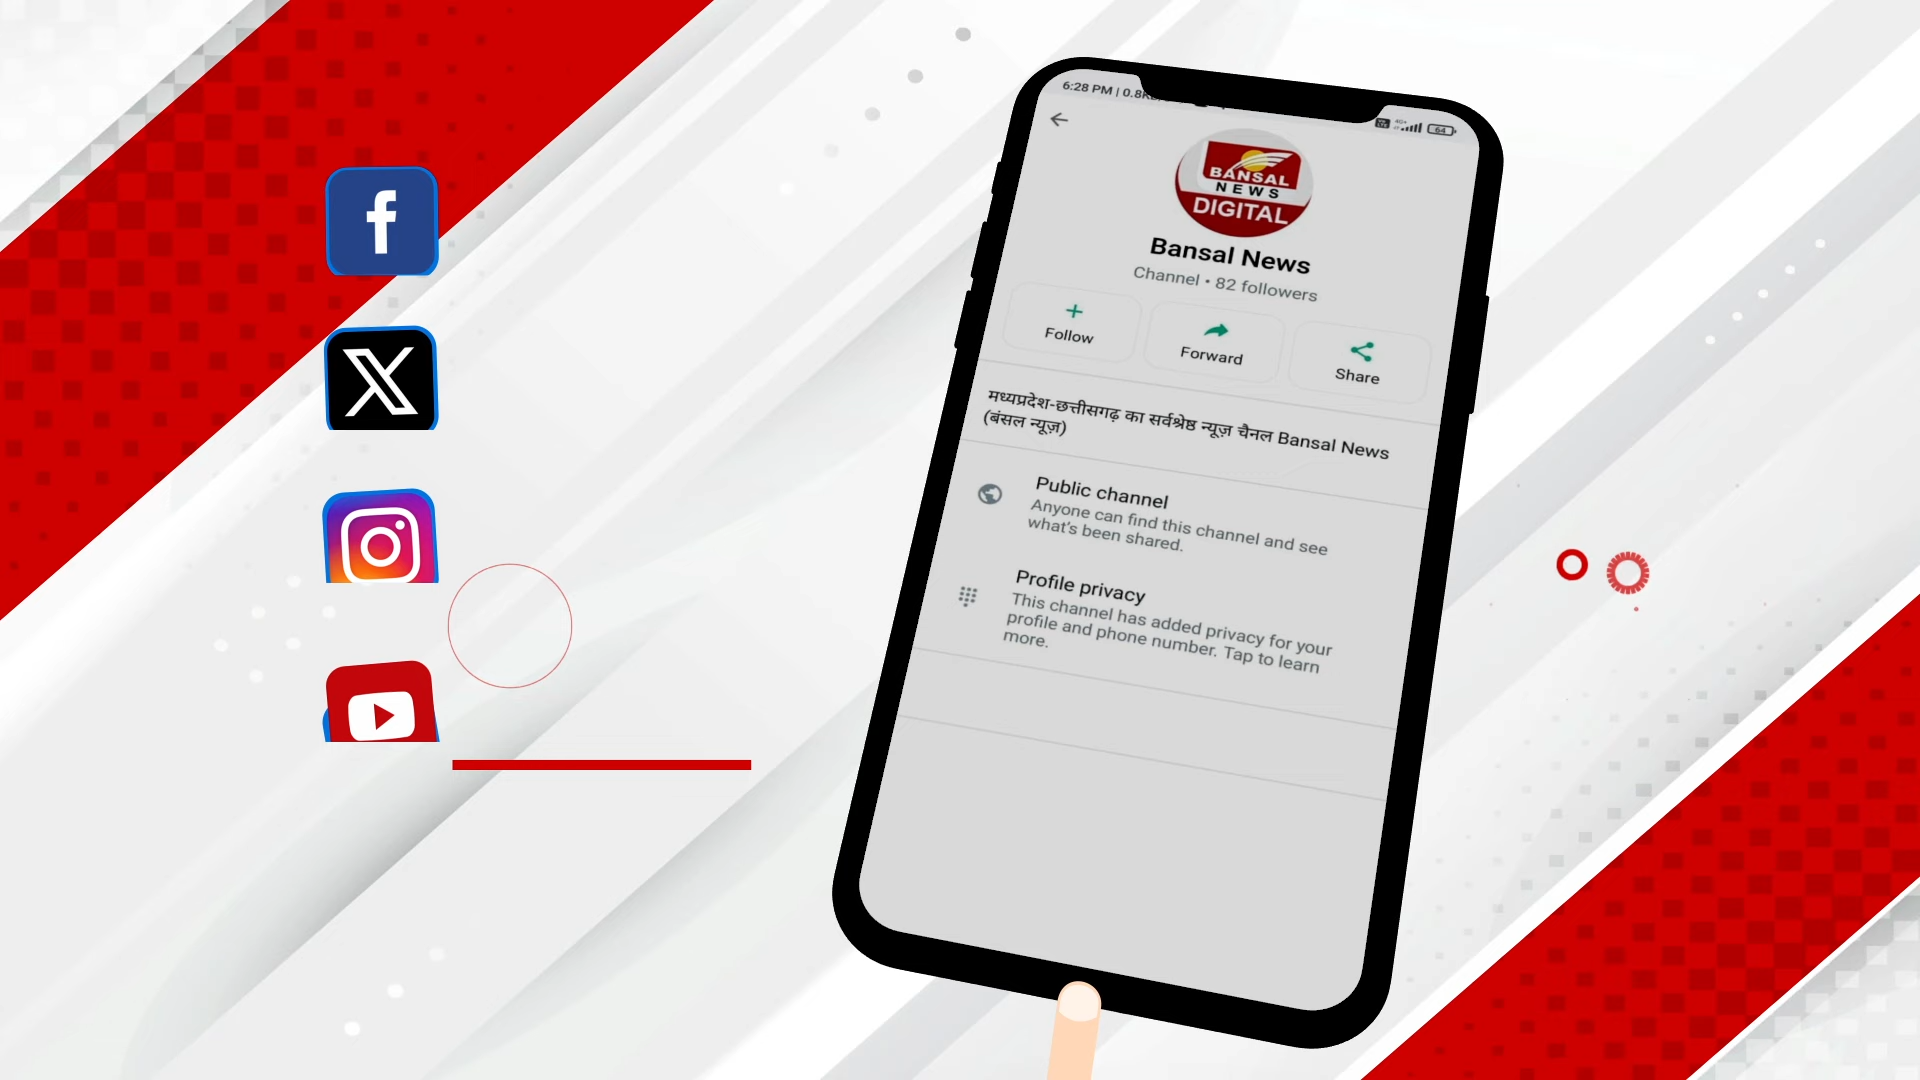 6:28 PM | 0.8K
64
BANSAL
NEWS
DIGITAL
Bansal News
Channel • 82 followers
Follow
Forward
Share
मध्यप्रदेश-छत्तीसगढ़ का सर्वश्रेष्ठ न्यूज़ चैनल Bansal News
(बंसल न्यूज़)
Public channel
Anyone can find this channel and see
what's been shared.
Profile privacy
This channel has added privacy for your
profile and phone number. Tap to learn
more.